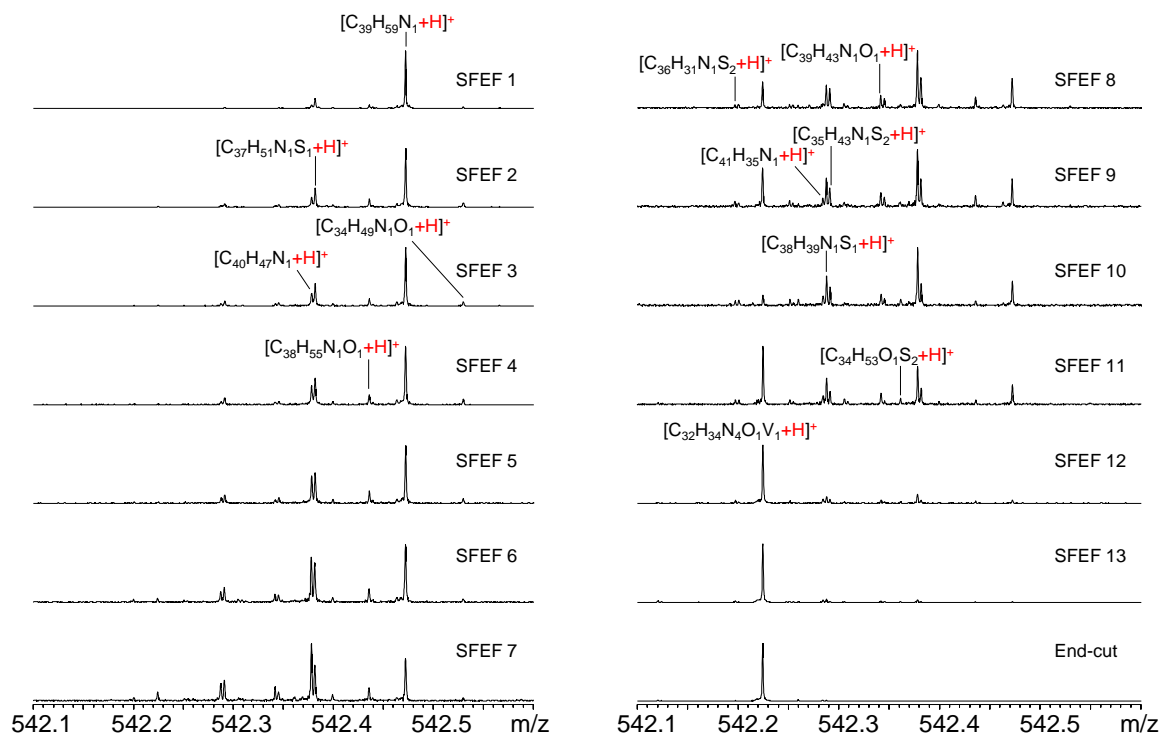 [C₃₉H₅₉N₁+H]⁺
SFEF 1
[C₃₇H₅₁N₁S₁+H]⁺
SFEF 2
[C₃₄H₄₉N₁O₁+H]⁺
[C₄₀H₄₇N₁+H]⁺
SFEF 3
[C₃₈H₅₅N₁O₁+H]⁺
SFEF 4
SFEF 5
SFEF 6
SFEF 7
542.1 542.2 542.3 542.4 542.5 m/z
[C₃₉H₄₃N₁O₁+H]⁺
[C₃₆H₃₁N₁S₂+H]⁺
SFEF 8
[C₃₅H₄₃N₁S₂+H]⁺
[C₄₁H₃₅N₁+H]⁺
SFEF 9
[C₃₈H₃₉N₁S₁+H]⁺
SFEF 10
[C₃₄H₅₃O₁S₂+H]⁺
SFEF 11
[C₃₂H₃₄N₄O₁V₁+H]⁺
SFEF 12
SFEF 13
End-cut
542.1 542.2 542.3 542.4 542.5 m/z